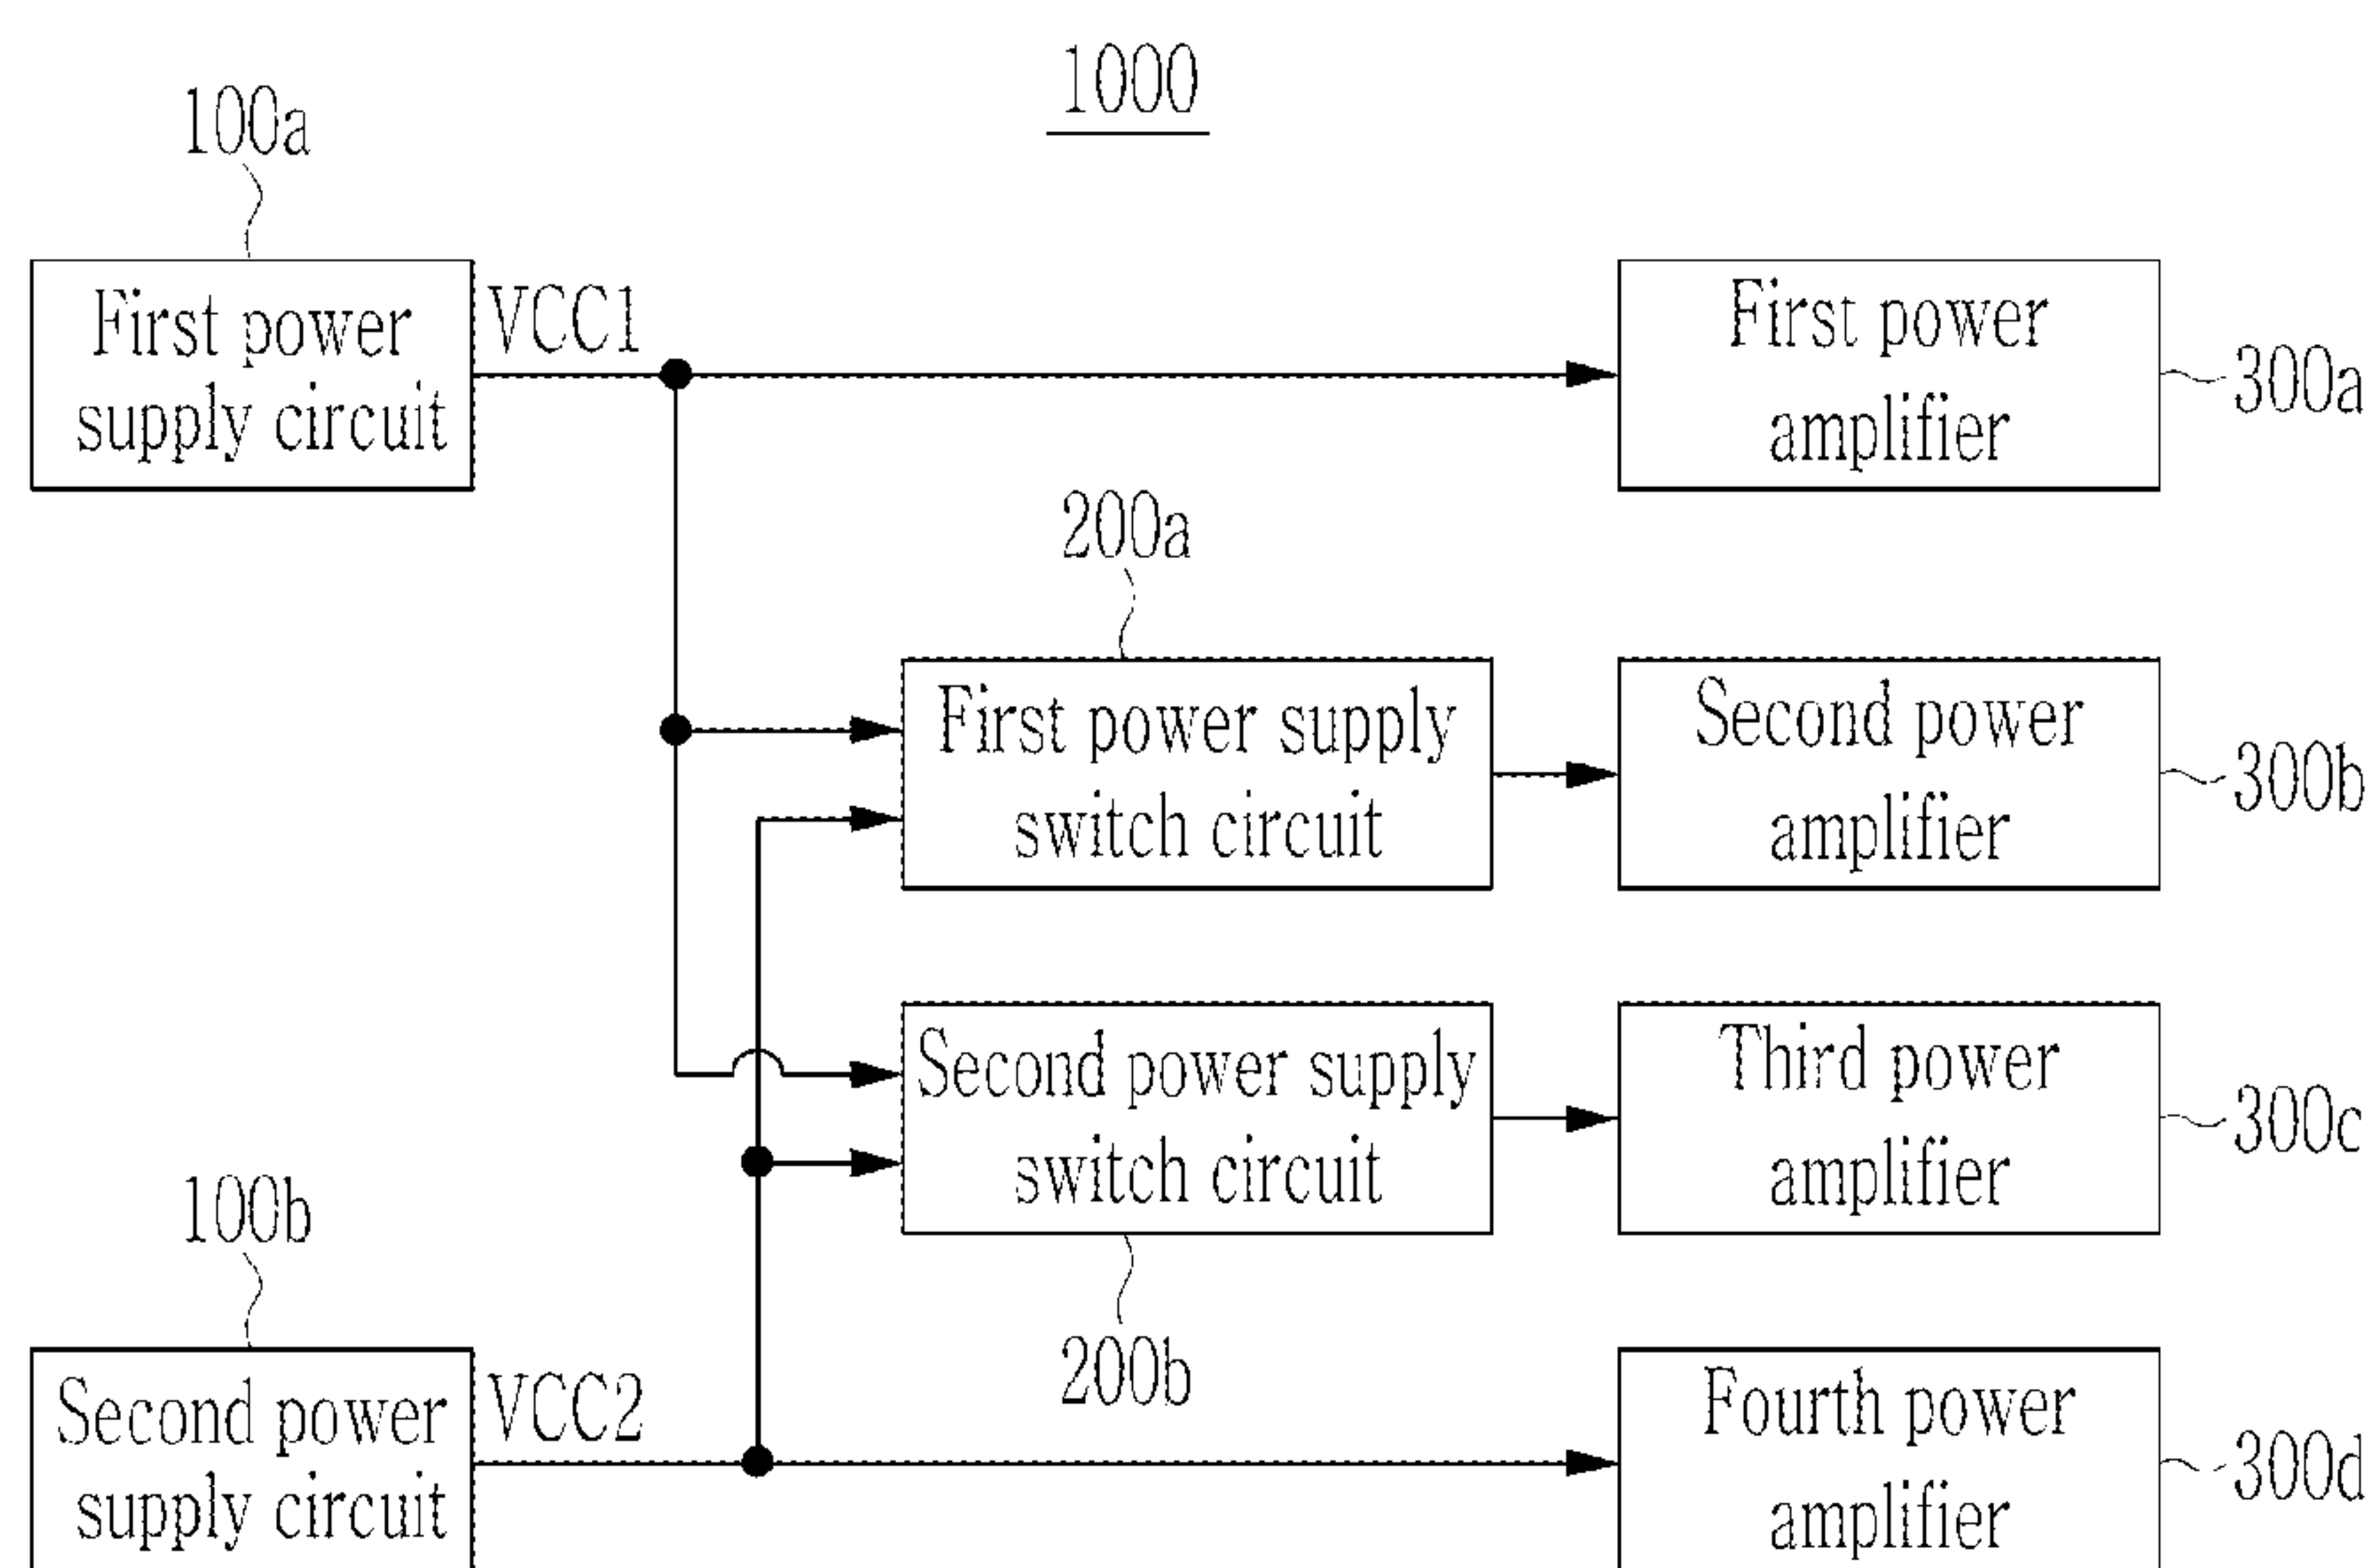 1000
100a
First power
supply circuit
VCC1
First power
amplifier
300a
200a
First power supply
switch circuit
Second power
amplifier
300b
Second power supply
switch circuit
Third power
amplifier
300c
100b
200b
Second power
supply circuit
VCC2
Fourth power
amplifier
300d